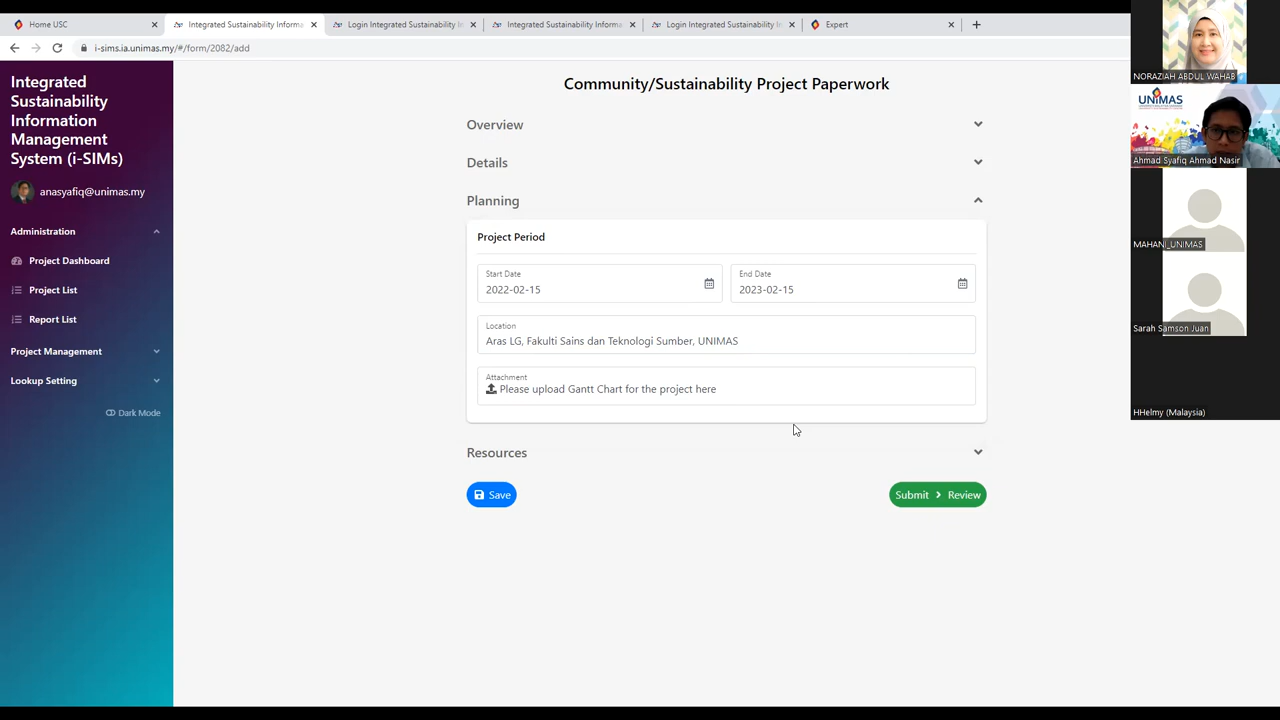 Home USC
Integrated Sustainability Informa
Login Integrated Sustainability In
Integrated Sustainability Informa
Login Integrated Sustainability In
Expert
i-sims.ia.unimas.my/#/form/2082/add
Integrated
Sustainability
Information
Management
System (i-SIMs)
anasyafiq@unimas.my
Administration
Project Dashboard
Project List
Report List
Project Management
Lookup Setting
Dark Mode
Community/Sustainability Project Paperwork
Overview
Details
Planning
Project Period
Start Date
2022-02-15
End Date
2023-02-15
Location
Aras LG, Fakulti Sains dan Teknologi Sumber, UNIMAS
Attachment
Please upload Gantt Chart for the project here
Resources
Save
Submit > Review
NORAZIAH ABDUL WAHAB
UNIMAS
Ahmad Syafiq Ahmad Nasir
MAHANI_UNIMAS
Sarah Samson Juan
HHelmy (Malaysia)